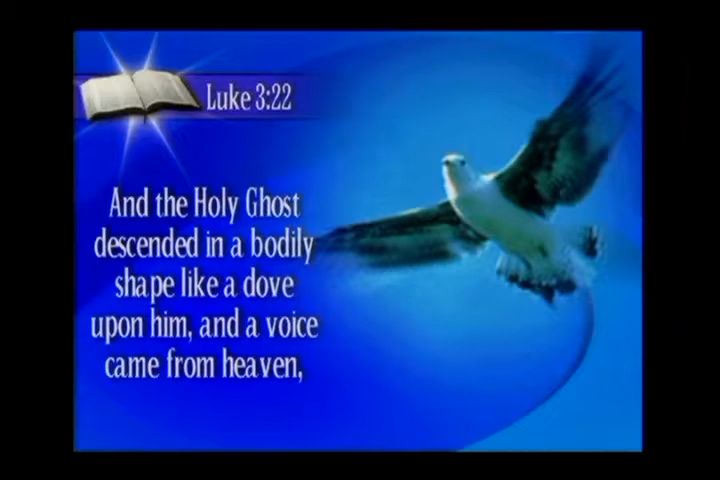 Luke 3:22
And the Holy Ghost
descended in a bodily
shape like a dove
upon him, and a voice
came from heaven,